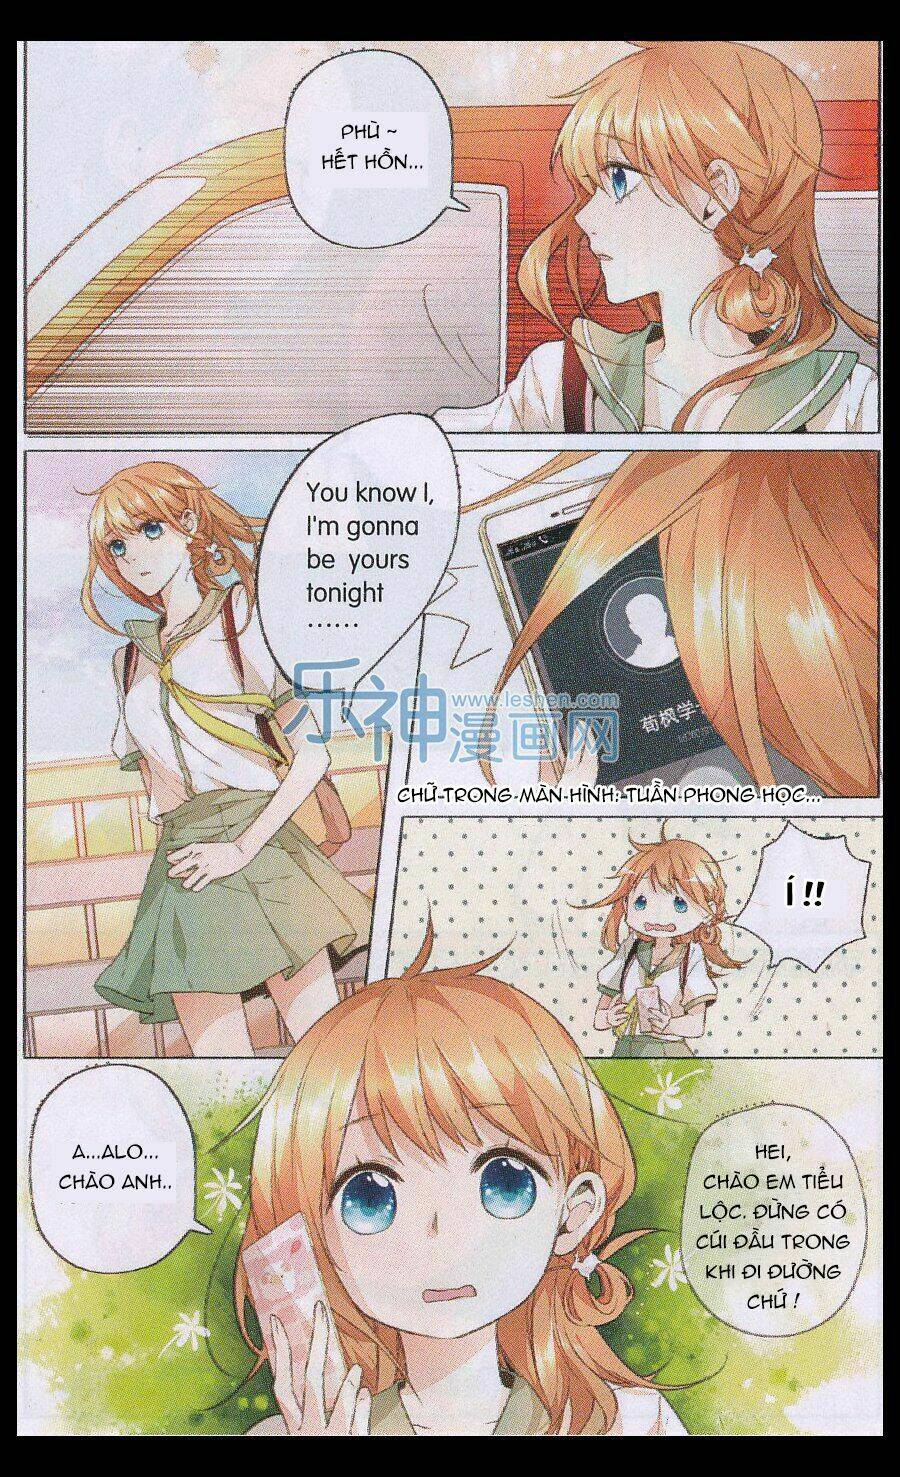 PHÙ ~
HẾT HỒN...
You know I,
I'm gonna
be yours
tonight
......
荀枫学
乐神漫画网
www.leshen.com
CHỮ TRONG MÀN HÌNH: TUẦN PHONG HỌC...
Í !!
A...ALO...
CHÀO ANH..
HEI,
CHÀO EM TIỂU
LỘC. ĐỪNG CÓ
CÚI ĐẦU TRONG
KHI ĐI ĐƯỜNG
CHỨ !